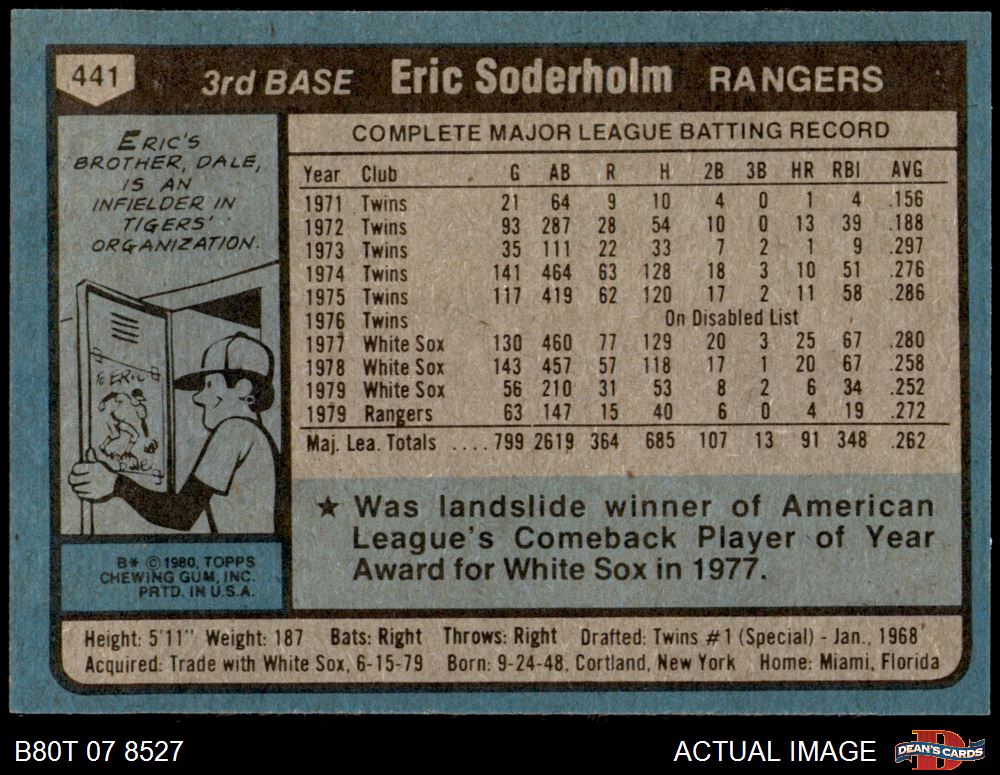 441 3rd BASE Eric Soderholm RANGERS
ERIC'S
BROTHER, DALE,
IS AN
INFIELDER IN
TIGERS'
ORGANIZATION.
TO ERIC
Dale
B* © 1980, TOPPS
CHEWING GUM, INC.
PRTD. IN U.S.A.
COMPLETE MAJOR LEAGUE BATTING RECORD
Year Club G AB R H 2B 3B HR RBI AVG
1971 Twins 21 64 9 10 4 0 1 4 .156
1972 Twins 93 287 28 54 10 0 13 39 .188
1973 Twins 35 111 22 33 7 2 1 9 .297
1974 Twins 141 464 63 128 18 3 10 51 .276
1975 Twins 117 419 62 120 17 2 11 58 .286
1976 Twins On Disabled List
1977 White Sox 130 460 77 129 20 3 25 67 .280
1978 White Sox 143 457 57 118 17 1 20 67 .258
1979 White Sox 56 210 31 53 8 2 6 34 .252
1979 Rangers 63 147 15 40 6 0 4 19 .272
Maj. Lea. Totals .... 799 2619 364 685 107 13 91 348 .262
★ Was landslide winner of American
League's Comeback Player of Year
Award for White Sox in 1977.
Height: 5'11" Weight: 187 Bats: Right Throws: Right Drafted: Twins #1 (Special) - Jan., 1968
Acquired: Trade with White Sox, 6-15-79 Born: 9-24-48, Cortland, New York Home: Miami, Florida
B80T 07 8527 ACTUAL IMAGE B DEAN'S CARDS